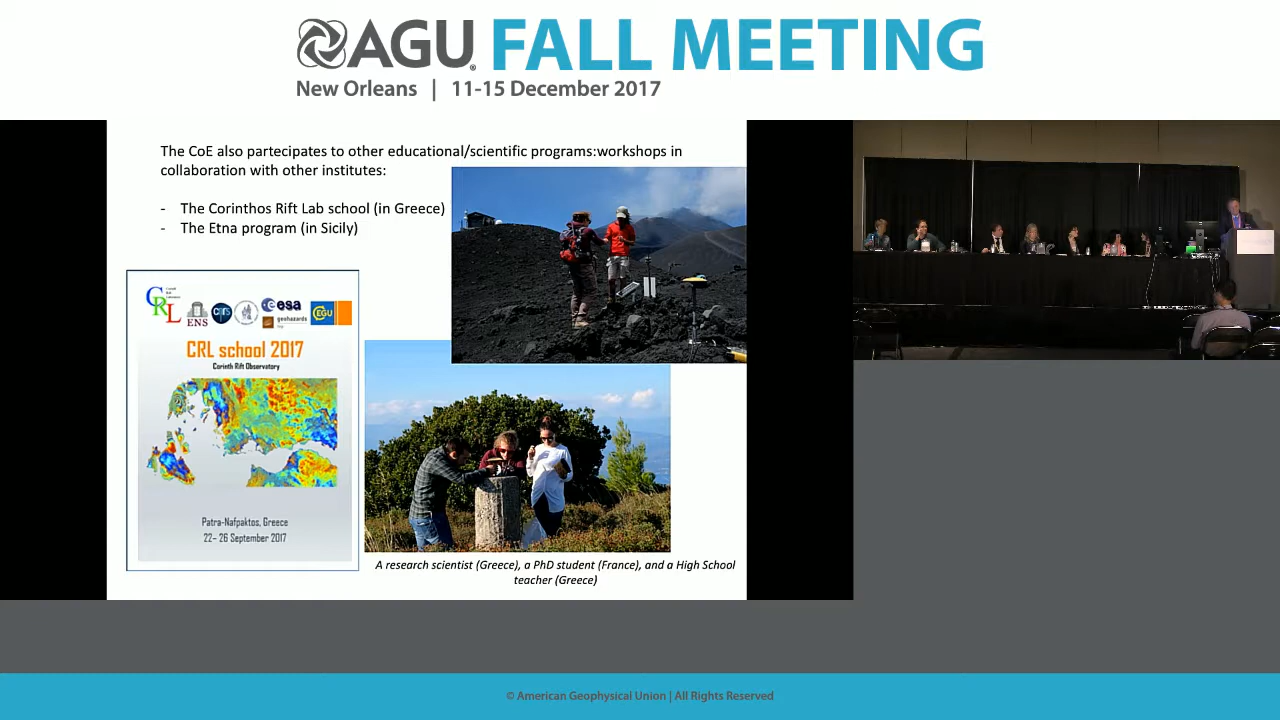 AGU FALL MEETING
New Orleans | 11-15 December 2017
The CoE also partecipates to other educational/scientific programs:workshops in
collaboration with other institutes:
- The Corinthos Rift Lab school (in Greece)
- The Etna program (in Sicily)
CRL
ENS
esa
geohazards
EGU
CRL school 2017
Corinth Rift Observatory
Patra-Nafpaktos, Greece
22– 26 September 2017
A research scientist (Greece), a PhD student (France), and a High School
teacher (Greece)
© American Geophysical Union | All Rights Reserved